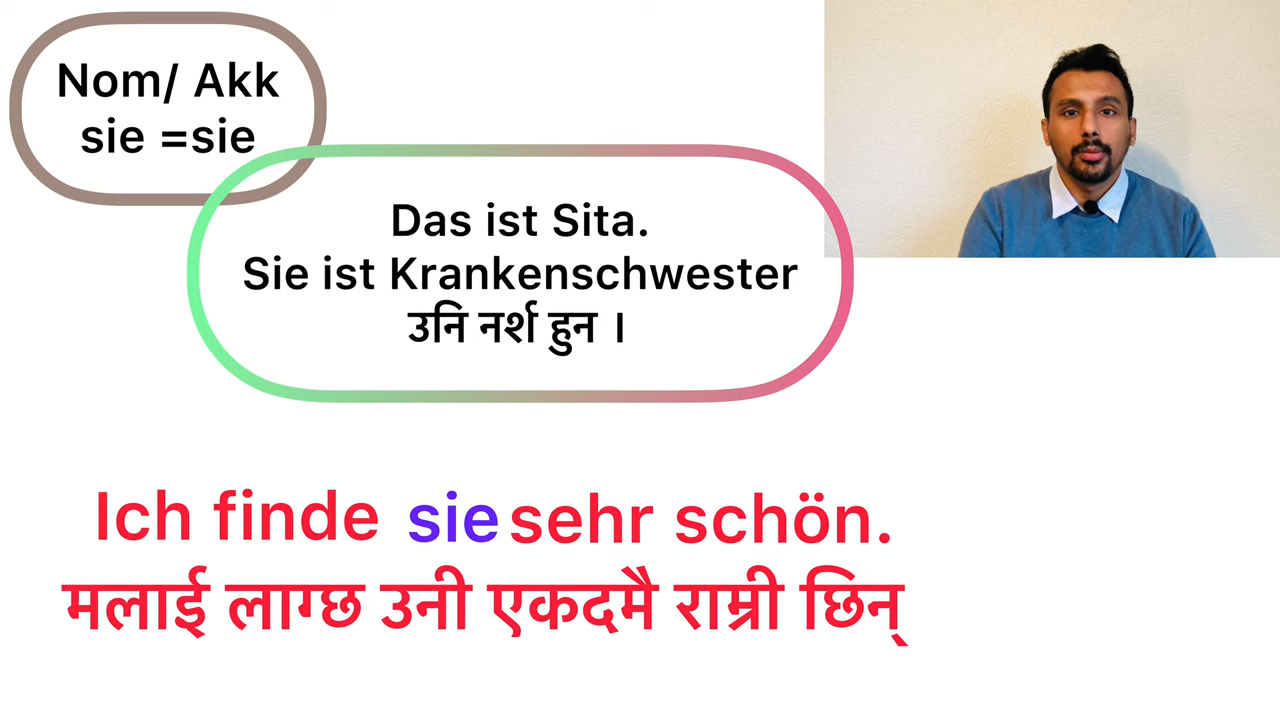 Nom/ Akk
sie =sie
Das ist Sita.
Sie ist Krankenschwester
उनि नर्श हुन ।
Ich finde sie sehr schön.
मलाई लाग्छ उनी एकदमै राम्री छिन्